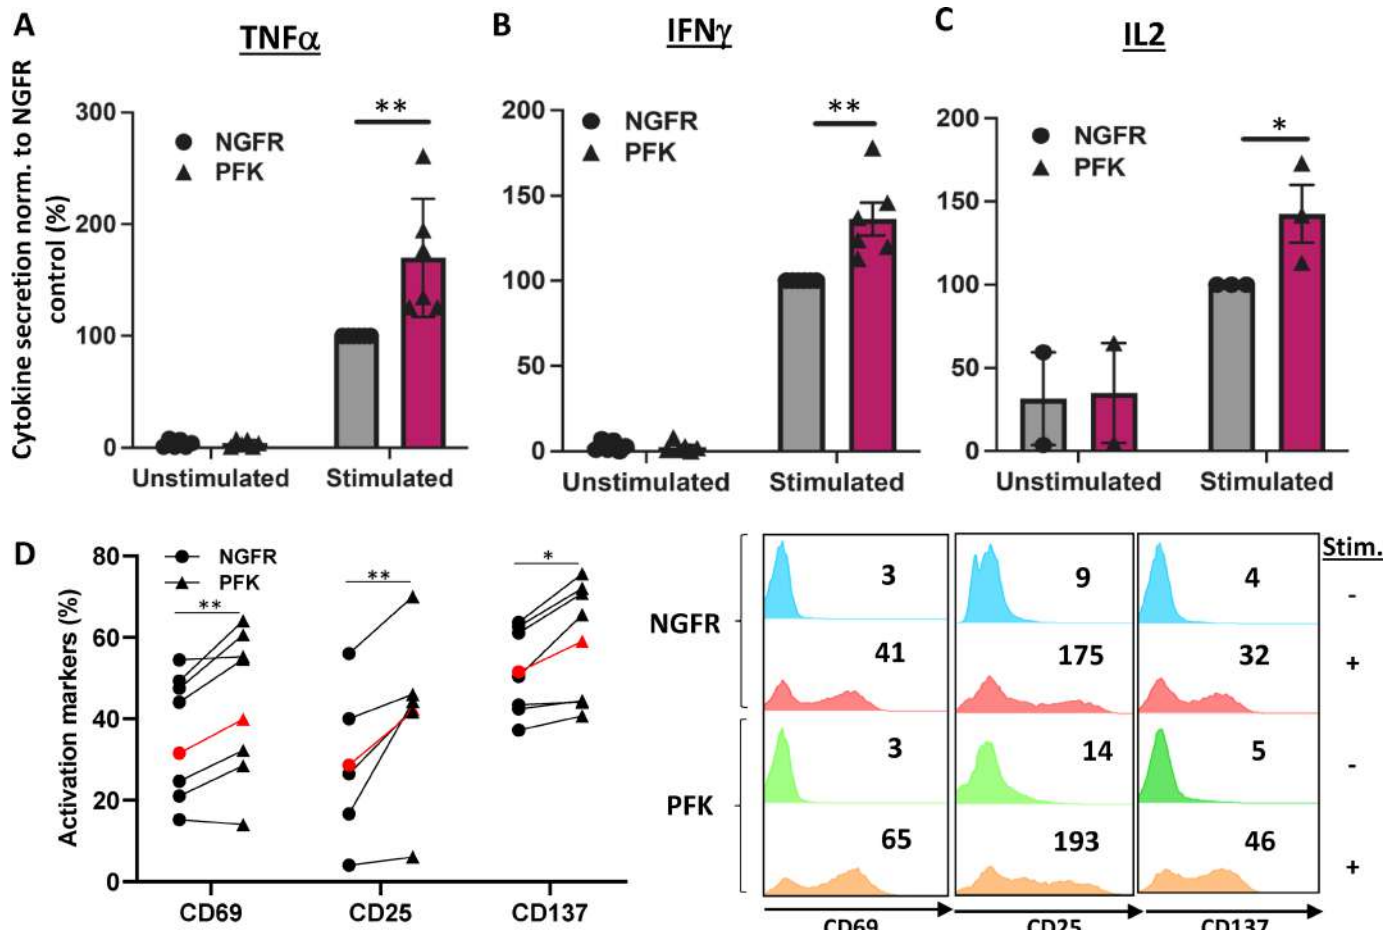 A
TNFα
Cytokine secretion norm. to NGFR
control (%)
300
200
100
0
NGFR
PFK
**
Unstimulated
Stimulated
B
IFNγ
200
150
100
50
0
NGFR
PFK
**
Unstimulated
Stimulated
C
IL2
200
150
100
50
0
NGFR
PFK
*
Unstimulated
Stimulated
D
Activation markers (%)
80
60
40
20
0
NGFR
PFK
**
**
*
CD69
CD25
CD137
Stim.
NGFR
3
9
4
-
41
175
32
+
PFK
3
14
5
-
65
193
46
+
CD69
CD25
CD137